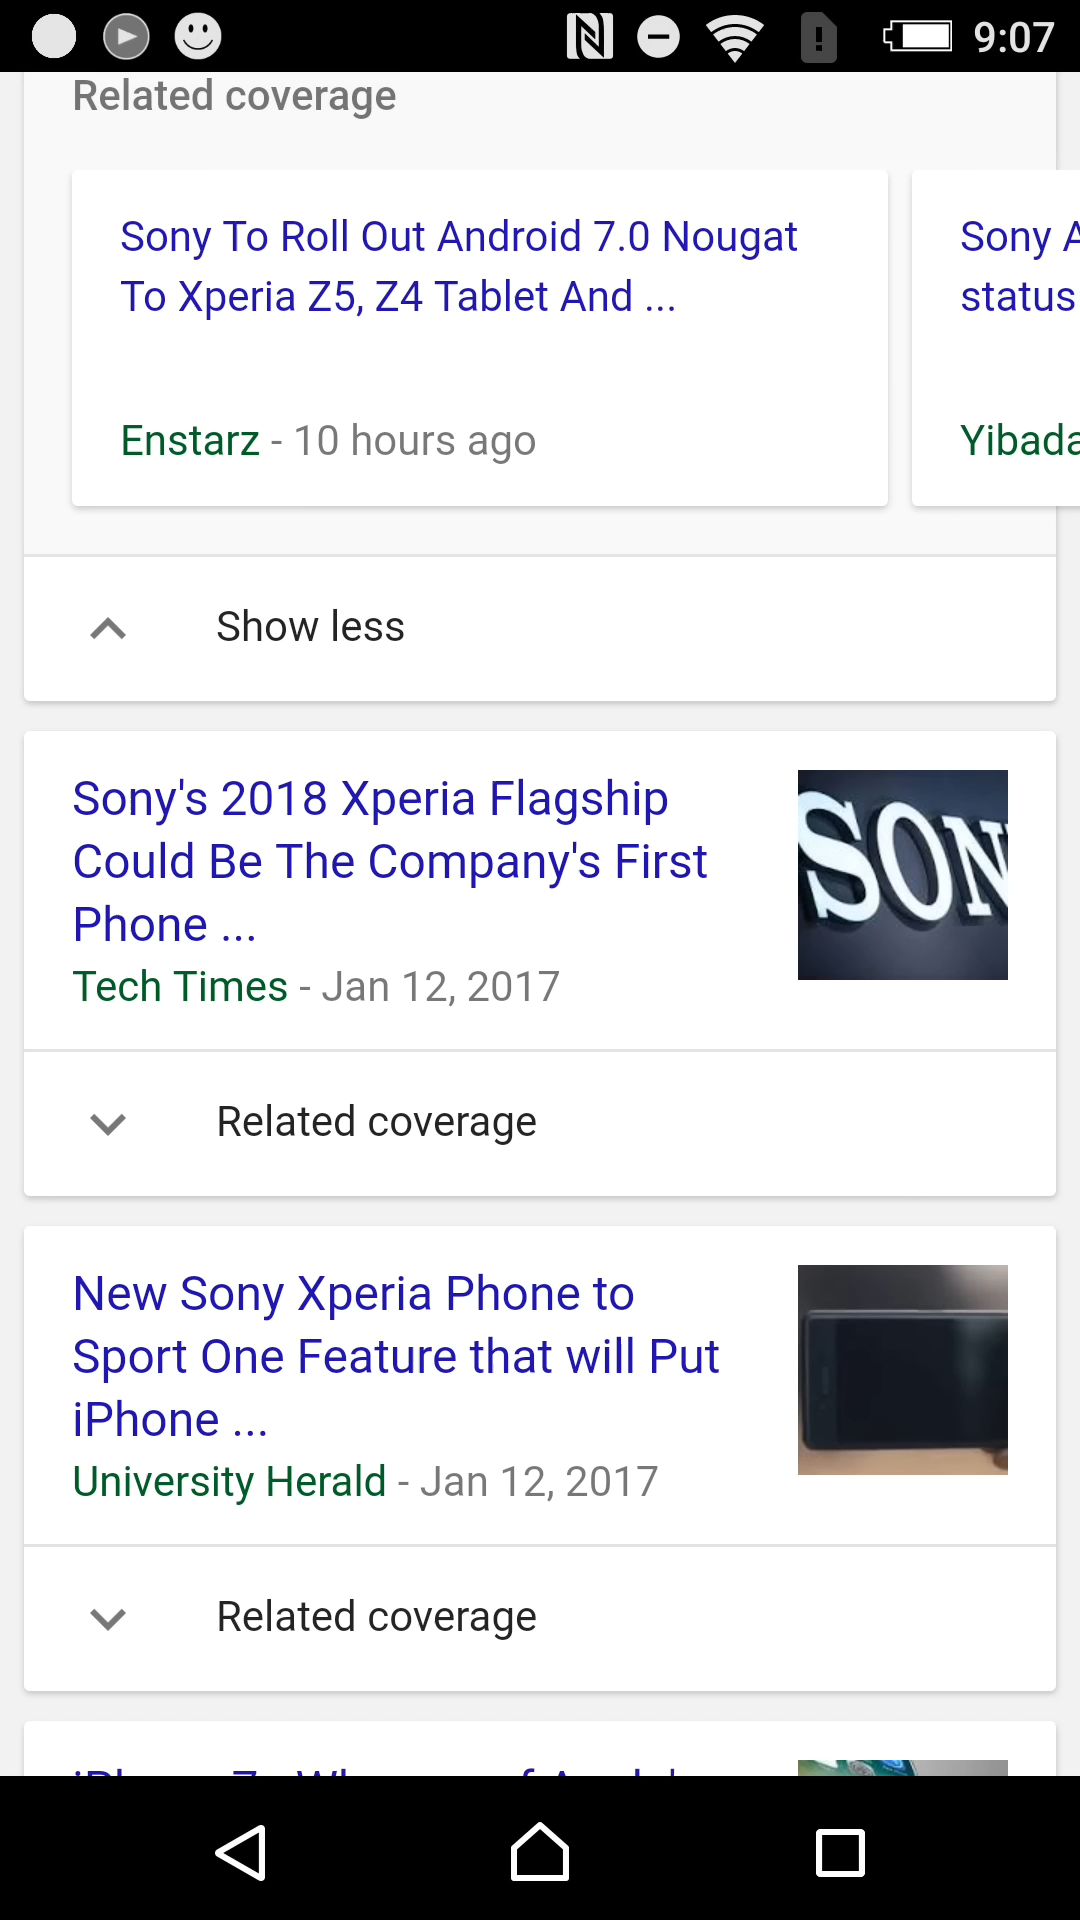 9:07
Related coverage
Sony To Roll Out Android 7.0 Nougat
To Xperia Z5, Z4 Tablet And ...
Enstarz - 10 hours ago
Sony
status
Show less
Sony's 2018 Xperia Flagship
Could Be The Company's First
Phone ...
Tech Times - Jan 12, 2017
SON
Related coverage
New Sony Xperia Phone to
Sport One Feature that will Put
iPhone ...
University Herald - Jan 12, 2017
Related coverage